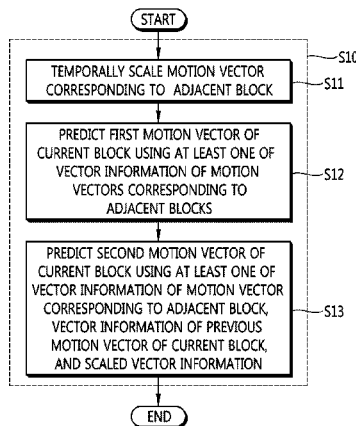 START
S10
TEMPORALLY SCALE MOTION VECTOR
CORRESPONDING TO ADJACENT BLOCK
S11
PREDICT FIRST MOTION VECTOR OF
CURRENT BLOCK USING AT LEAST ONE OF
VECTOR INFORMATION OF MOTION
VECTORS CORRESPONDING TO
ADJACENT BLOCKS
S12
PREDICT SECOND MOTION VECTOR OF
CURRENT BLOCK USING AT LEAST ONE OF
VECTOR INFORMATION OF MOTION VECTOR
CORRESPONDING TO ADJACENT BLOCK,
VECTOR INFORMATION OF PREVIOUS
MOTION VECTOR OF CURRENT BLOCK,
AND SCALED VECTOR INFORMATION
S13
END